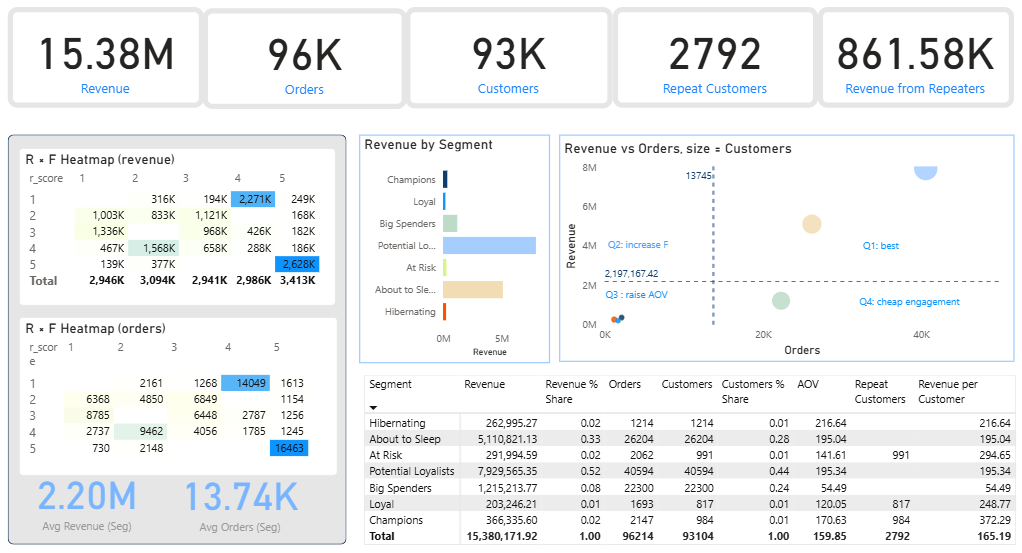 15.38M
Revenue
96K
Orders
93K
Customers
2792
Repeat Customers
861.58K
Revenue from Repeaters
R × F Heatmap (revenue)
r_score 1 2 3 4 5
1 316K 194K 2,271K 249K
2 1,003K 833K 1,121K 168K
3 1,336K 968K 426K 182K
4 467K 1,568K 658K 288K 186K
5 139K 377K 2,628K
Total 2,946K 3,094K 2,941K 2,986K 3,413K
R × F Heatmap (orders)
r_scor 1 2 3 4 5
e
1 2161 1268 14049 1613
2 6368 4850 6849 1154
3 8785 6448 2787 1256
4 2737 9462 4056 1785 1245
5 730 2148 16463
2.20M
Avg Revenue (Seg)
13.74K
Avg Orders (Seg)
Revenue by Segment
Champions
Loyal
Big Spenders
Potential Lo...
At Risk
About to Sle...
Hibernating
0M 5M
Revenue
Revenue vs Orders, size = Customers
8M
6M
4M
2M
0M
Revenue
13745
Q2: increase F
Q1: best
2,197,167.42
Q3 : raise AOV
Q4: cheap engagement
0K 20K 40K
Orders
Segment Revenue Revenue % Orders Customers Customers % AOV Repeat Revenue per
Share Share Customers Customer
Hibernating 262,995.27 0.02 1214 1214 0.01 216.64 216.64
About to Sleep 5,110,821.13 0.33 26204 26204 0.28 195.04 195.04
At Risk 291,994.59 0.02 2062 991 0.01 141.61 991 294.65
Potential Loyalists 7,929,565.35 0.52 40594 40594 0.44 195.34 195.34
Big Spenders 1,215,213.77 0.08 22300 22300 0.24 54.49 54.49
Loyal 203,246.21 0.01 1693 817 0.01 120.05 817 248.77
Champions 366,335.60 0.02 2147 984 0.01 170.63 984 372.29
Total 15,380,171.92 1.00 96214 93104 1.00 159.85 2792 165.19